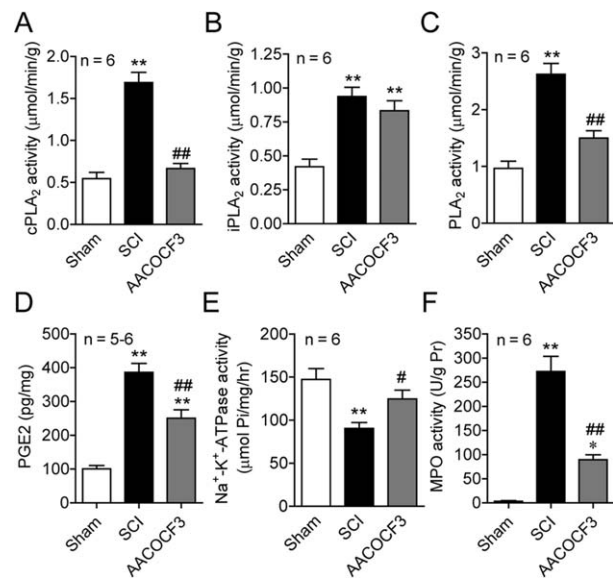 A
cPLA₂ activity (μmol/min/g)
2.0
1.5
1.0
0.5
0.0
n = 6
**
##
Sham
SCI
AACOCF3
B
iPLA₂ activity (μmol/min/g)
1.25
1.00
0.75
0.50
0.25
0.00
n = 6
**
**
Sham
SCI
AACOCF3
C
PLA₂ activity (μmol/min/g)
3
2
1
0
n = 6
**
##
Sham
SCI
AACOCF3
D
PGE2 (pg/mg)
500
400
300
200
100
0
n = 5-6
**
##
**
Sham
SCI
AACOCF3
E
Na⁺-K⁺-ATPase activity
(μmol Pi/mg/hr)
200
150
100
50
0
n = 6
**
#
Sham
SCI
AACOCF3
F
MPO activity (U/g Pr)
350
300
250
200
150
100
50
0
n = 6
**
##
*
Sham
SCI
AACOCF3